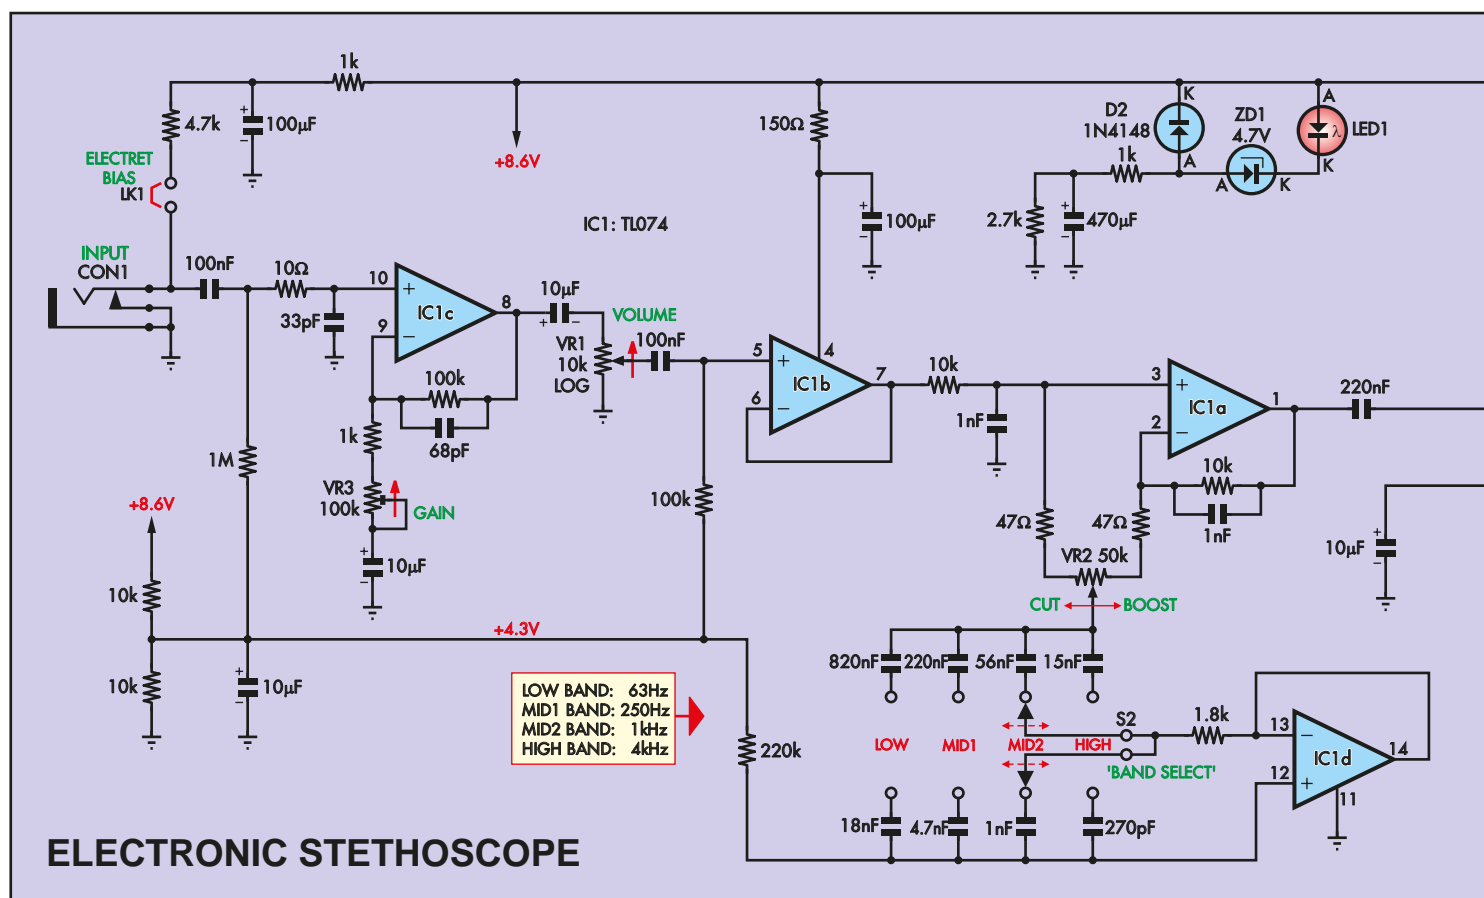 1k
4.7k
+
100µF
−
ELECTRET
BIAS
LK1
+8.6V
150Ω
K
D2
1N4148
A
1k
ZD1
4.7V
A
K
A
λ
LED1
K
2.7k
+
470µF
−
+
100µF
−
IC1: TL074
INPUT
CON1
100nF
10Ω
33pF
10
+
9
−
IC1c
8
100k
68pF
10µF
+
−
VOLUME
VR1
10k
LOG
100nF
1k
VR3
100k
GAIN
+
10µF
−
1M
+8.6V
10k
10k
+4.3V
+
10µF
−
100k
5
+
6
−
IC1b
4
7
10k
1nF
3
+
2
−
IC1a
1
220nF
10k
1nF
47Ω
47Ω
VR2 50k
CUT
BOOST
+
10µF
−
820nF
220nF
56nF
15nF
LOW BAND: 63Hz
MID1 BAND: 250Hz
MID2 BAND: 1kHz
HIGH BAND: 4kHz
220k
LOW
MID1
MID2
HIGH
S2
'BAND SELECT'
1.8k
13
−
12
+
IC1d
14
11
18nF
4.7nF
1nF
270pF
ELECTRONIC STETHOSCOPE